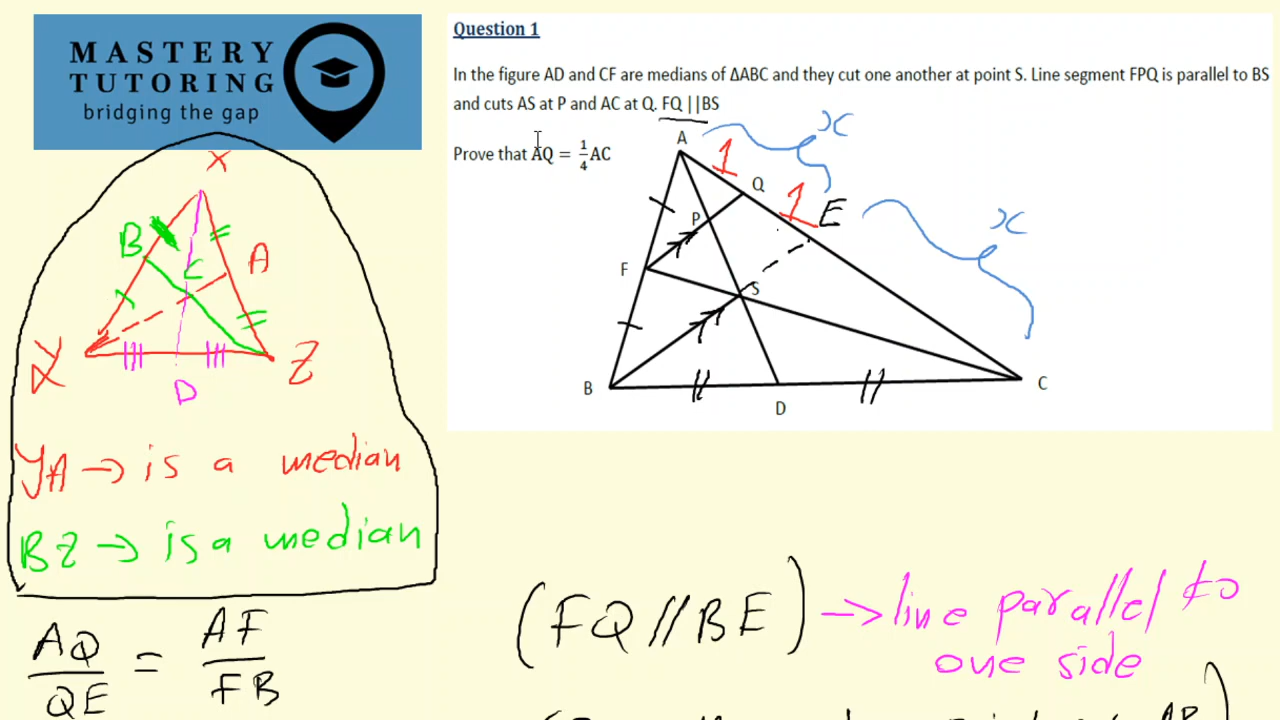 MASTERY
TUTORING
bridging the gap
Question 1
In the figure AD and CF are medians of ΔABC and they cut one another at point S. Line segment FPQ is parallel to BS
and cuts AS at P and AC at Q. FQ ||BS
Prove that AQ = 1/4 AC
A
x
1
Q
1
E
x
P
F
S
B
D
C
X
B
A
C
Y
Z
D
YA → is a median
BZ → is a median
AQ/QE = AF/FB
(FQ // BE) → line parallel to
one side